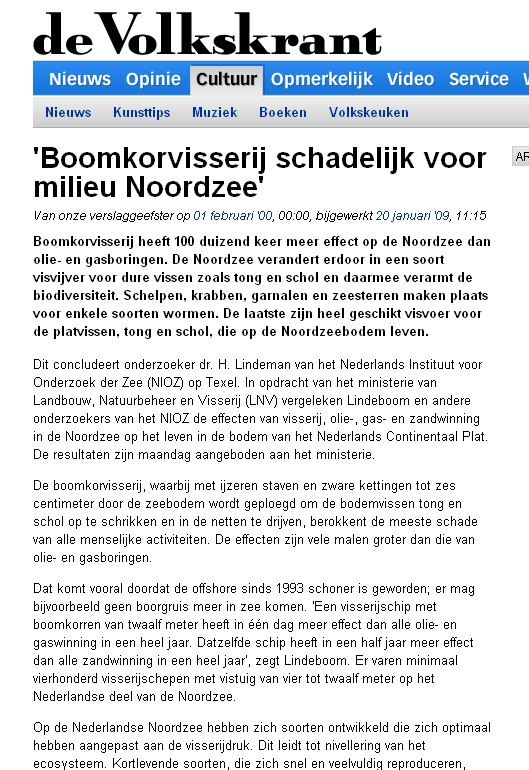 de Volkskrant
Nieuws Opinie Cultuur Opmerkelijk Video Service
Nieuws Kunsttips Muziek Boeken Volkskeuken
'Boomkorvisserij schadelijk voor
milieu Noordzee'
Van onze verslaggeefster op 01 februari '00, 00:00, bijgewerkt 20 januari '09, 11:15
Boomkorvisserij heeft 100 duizend keer meer effect op de Noordzee dan
olie- en gasboringen. De Noordzee verandert erdoor in een soort
visvijver voor dure vissen zoals tong en schol en daarmee verarmt de
biodiversiteit. Schelpen, krabben, garnalen en zeesterren maken plaats
voor enkele soorten wormen. De laatste zijn heel geschikt visvoer voor
de platvissen, tong en schol, die op de Noordzeebodem leven.
Dit concludeert onderzoeker dr. H. Lindeman van het Nederlands Instituut voor
Onderzoek der Zee (NIOZ) op Texel. In opdracht van het ministerie van
Landbouw, Natuurbeheer en Visserij (LNV) vergeleken Lindeboom en andere
onderzoekers van het NIOZ de effecten van visserij, olie-, gas- en zandwinning
in de Noordzee op het leven in de bodem van het Nederlands Continentaal Plat.
De resultaten zijn maandag aangeboden aan het ministerie.
De boomkorvisserij, waarbij met ijzeren staven en zware kettingen tot zes
centimeter door de zeebodem wordt geploegd om de bodemvissen tong en
schol op te schrikken en in de netten te drijven, berokkent de meeste schade
van alle menselijke activiteiten. De effecten zijn vele malen groter dan die van
olie- en gasboringen.
Dat komt vooral doordat de offshore sinds 1993 schoner is geworden; er mag
bijvoorbeeld geen boorgruis meer in zee komen. 'Een visserijschip met
boomkorren van twaalf meter heeft in één dag meer effect dan alle olie- en
gaswinning in een heel jaar. Datzelfde schip heeft in een half jaar meer effect
dan alle zandwinning in een heel jaar', zegt Lindeboom. Er varen minimaal
vierhonderd visserijschepen met vistuig van vier tot twaalf meter op het
Nederlandse deel van de Noordzee.
Op de Nederlandse Noordzee hebben zich soorten ontwikkeld die zich optimaal
hebben aangepast aan de visserijdruk. Dit leidt tot nivellering van het
ecosysteem. Kortlevende soorten, die zich snel en veelvuldig reproduceren,